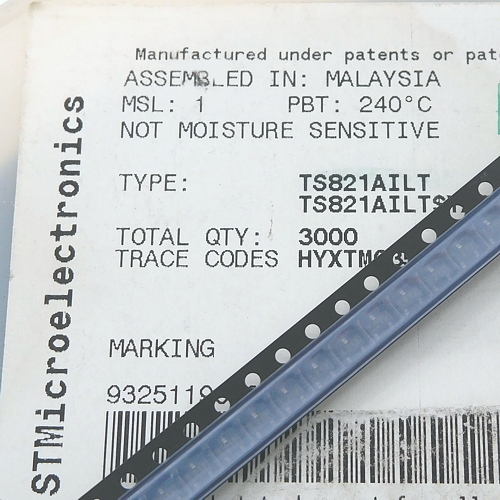 Manufactured under patents or
ASSEMBLED IN: MALAYSIA
MSL: 1 PBT: 240°C
NOT MOISTURE SENSITIVE
TYPE: TS821AILT
TOTAL QTY: 3000
TRACE CODES
MARKING
STMicroelectronics